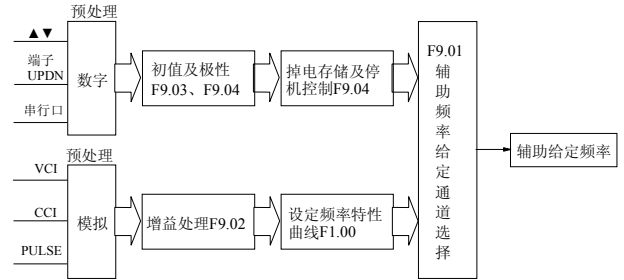 预处理
▲▼
端子
UPDN
串行口
数字
初值及极性
F9.03、F9.04
掉电存储及停
机控制F9.04
预处理
VCI
CCI
PULSE
模拟
增益处理F9.02
设定频率特性
曲线F1.00
F9.01
辅
助
频
率
给
定
通
道
选
择
辅助给定频率